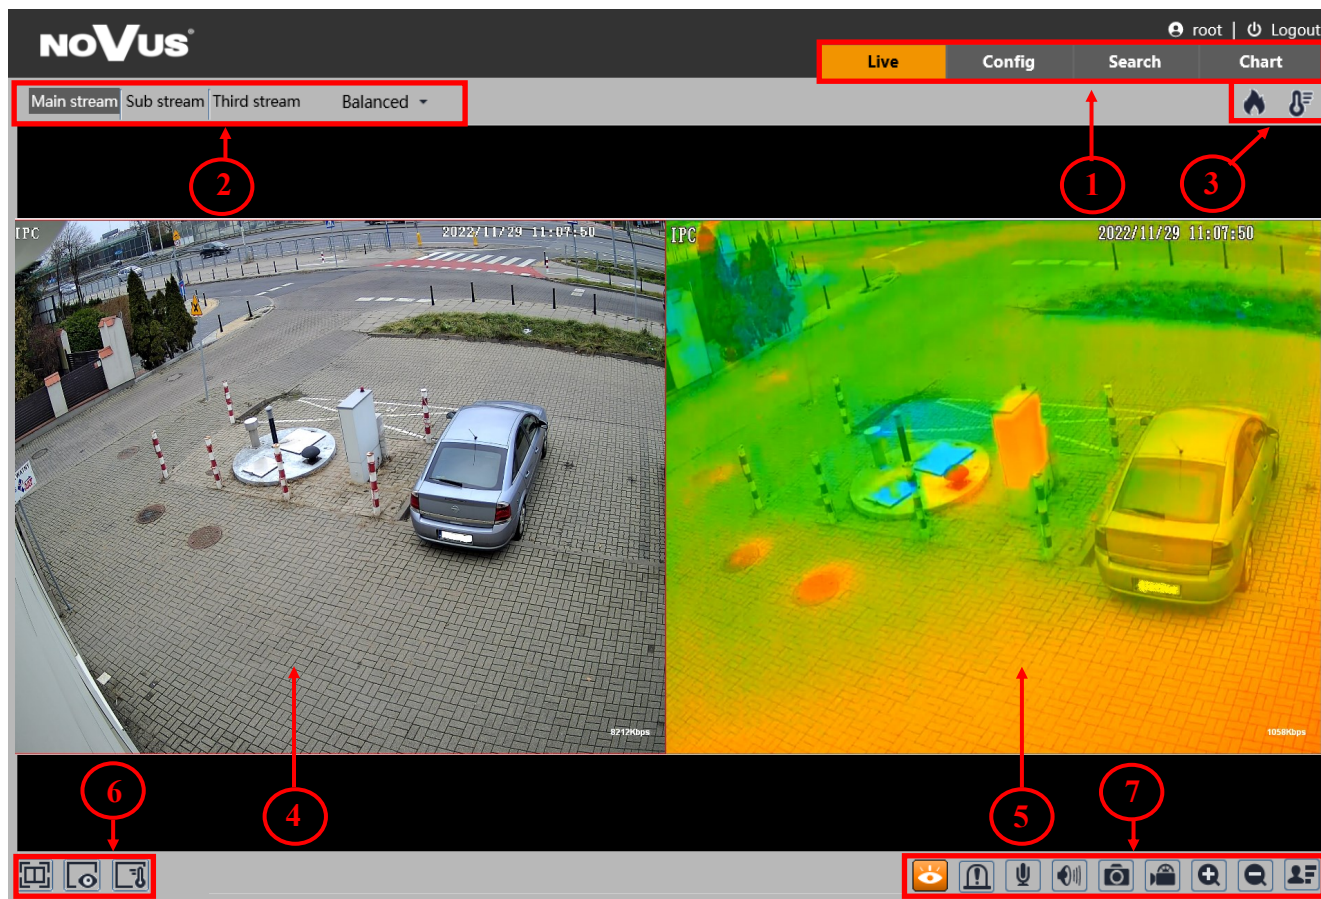 NOVUS®
root | Logout
Live Config Search Chart
Main stream Sub stream Third stream Balanced
2 1 3
IPC 2022/11/29 11:07:50
IPC 2022/11/29 11:07:50
8212Kbps
1058Kbps
6 4 5 7